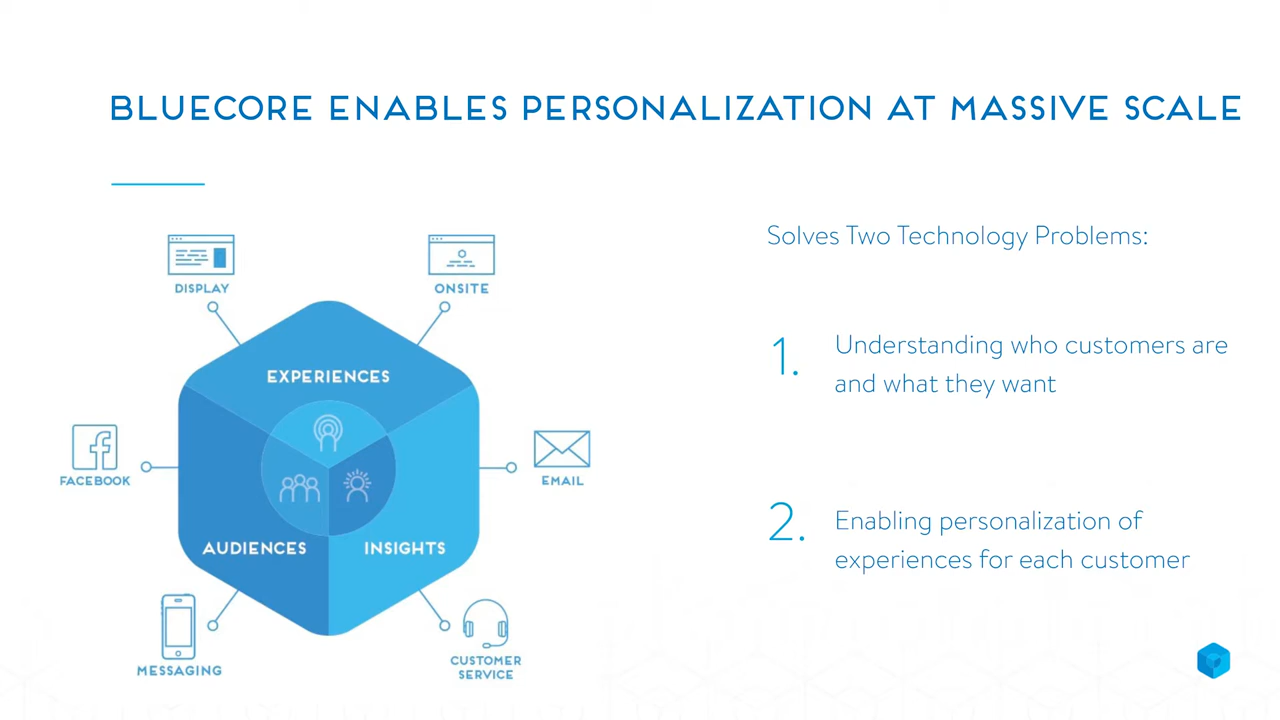 BLUECORE ENABLES PERSONALIZATION AT MASSIVE SCALE
DISPLAY
ONSITE
EXPERIENCES
FACEBOOK
EMAIL
AUDIENCES
INSIGHTS
MESSAGING
CUSTOMER
SERVICE
Solves Two Technology Problems:
1. Understanding who customers are
and what they want
2. Enabling personalization of
experiences for each customer